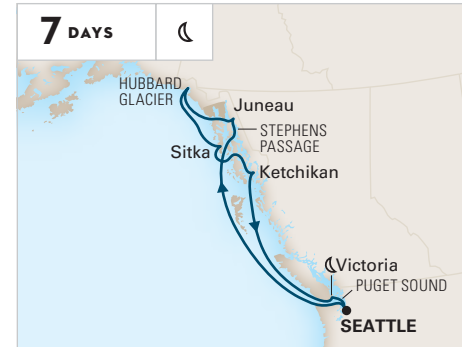 7 DAYS
HUBBARD
GLACIER
Juneau
STEPHENS
PASSAGE
Sitka
Ketchikan
Victoria
PUGET SOUND
SEATTLE